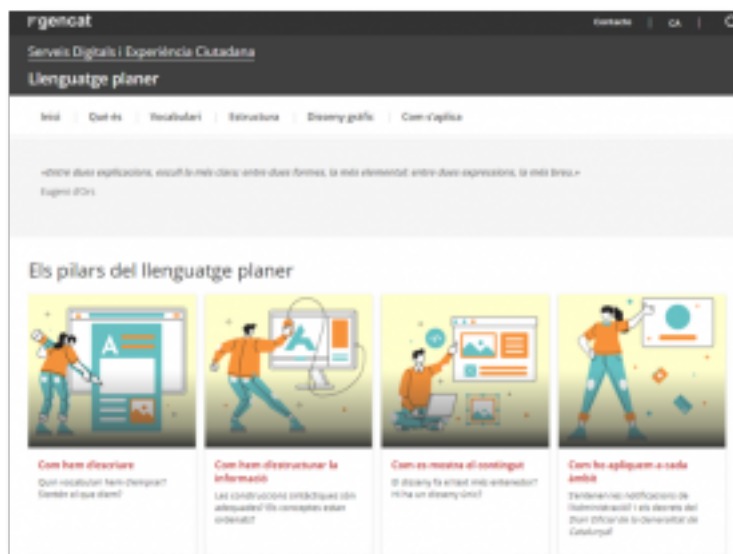 gencat
Contacte | CA |
Serveis Digitals i Experiència Ciutadana
Llenguatge planer
Inici | Què és | Vocabulari | Estructura | Disseny gràfic | Com s'aplica
«Entre dues explicacions, escull la més clara; entre dues formes, la més elemental; entre dues expressions, la més breu.»
Eugeni d'Ors
Els pilars del llenguatge planer
A
Com hem d'escriure
Quin vocabulari hem d'emprar?
Sentén el que diem?
Com hem d'estructurar la
informació
Les construccions sintàctiques són
adequades? Els conceptes estan
ordenats?
Com es mostra el contingut
El disseny fa el text més entenedor?
Hi ha un disseny únic?
Com ho apliquem a cada
àmbit
S'entenen les notificacions de
l'Administració? I els decrets del
Diari Oficial de la Generalitat de
Catalunya?